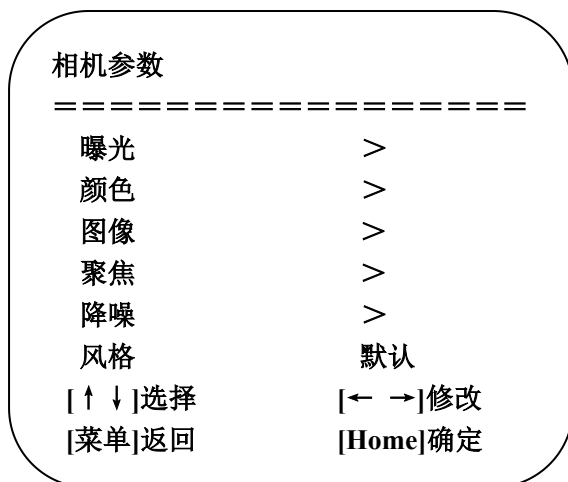 相机参数
===================
曝光 >
颜色 >
图像 >
聚焦 >
降噪 >
风格 默认
[↑ ↓]选择 [← →]修改
[菜单]返回 [Home]确定